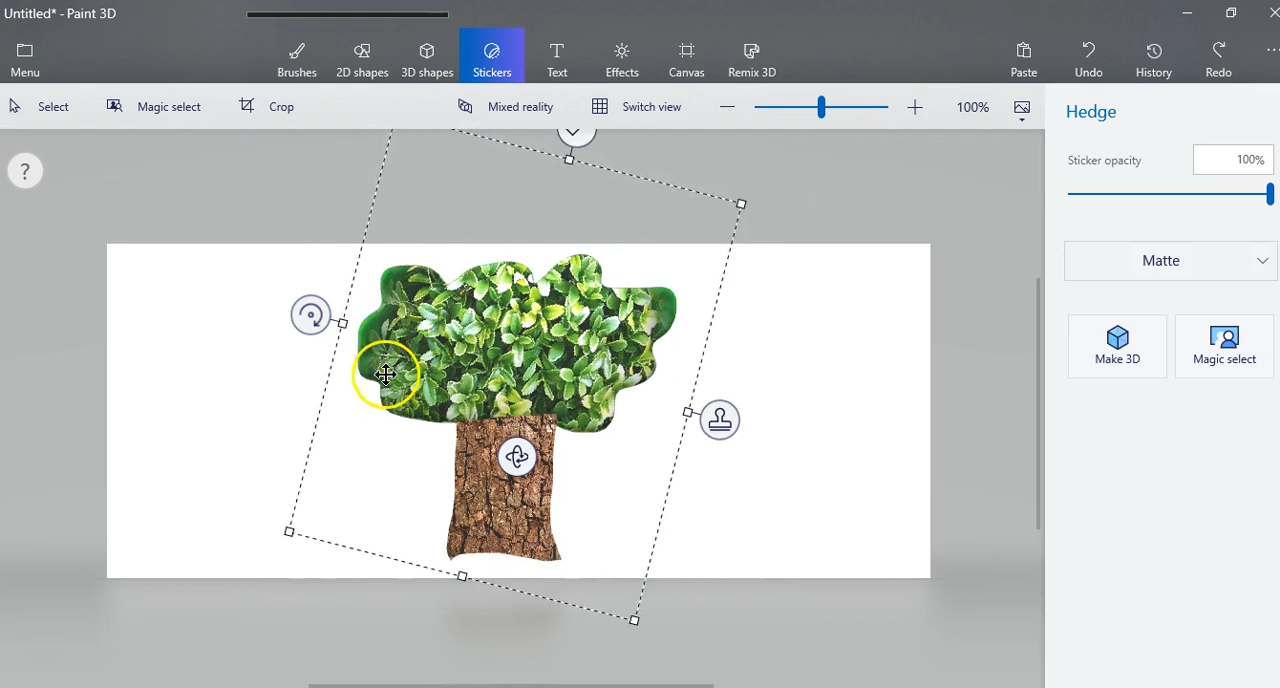 Untitled* - Paint 3D
Menu
Brushes
2D shapes
3D shapes
Stickers
Text
Effects
Canvas
Remix 3D
Paste
Undo
History
Redo
Select
Magic select
Crop
Mixed reality
Switch view
100%
Hedge
Sticker opacity
100%
Matte
Make 3D
Magic select
?